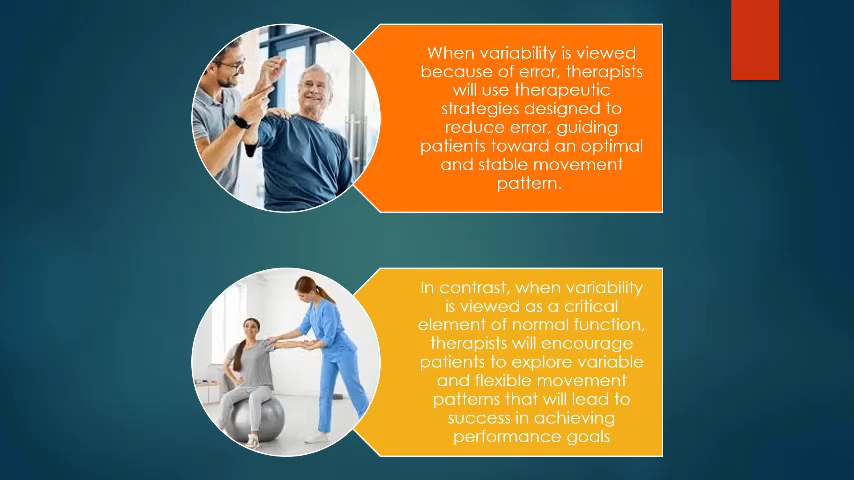 When variability is viewed
because of error, therapists
will use therapeutic
strategies designed to
reduce error, guiding
patients toward an optimal
and stable movement
pattern.
In contrast, when variability
is viewed as a critical
element of normal function,
therapists will encourage
patients to explore variable
and flexible movement
patterns that will lead to
success in achieving
performance goals